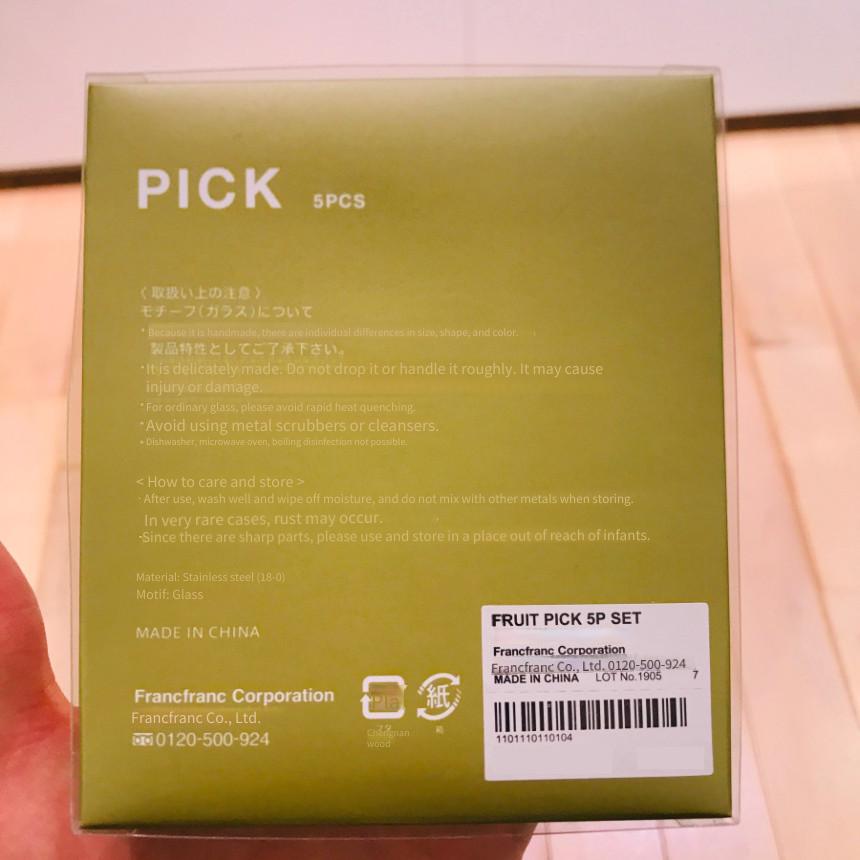 PICK 5PCS
〈 取扱い上の注意 〉
モチーフ(ガラス)について
* Because it is handmade, there are individual differences in size, shape, and color.
製品特性としてご了承下さい。
・It is delicately made. Do not drop it or handle it roughly. It may cause
injury or damage.
* For ordinary glass, please avoid rapid heat quenching.
* Avoid using metal scrubbers or cleansers.
• Dishwasher, microwave oven, boiling disinfection not possible.
< How to care and store >
・After use, wash well and wipe off moisture, and do not mix with other metals when storing.
In very rare cases, rust may occur.
・Since there are sharp parts, please use and store in a place out of reach of infants.
Material: Stainless steel (18-0)
Motif: Glass
MADE IN CHINA
Francfranc Corporation
Francfranc Co., Ltd.
0120-500-924
Pla
紙
Chengnan
wood
箱
FRUIT PICK 5P SET
Francfranc Corporation
Francfranc Co., Ltd. 0120-500-924
MADE IN CHINA LOT No.1905 7
1101110110104